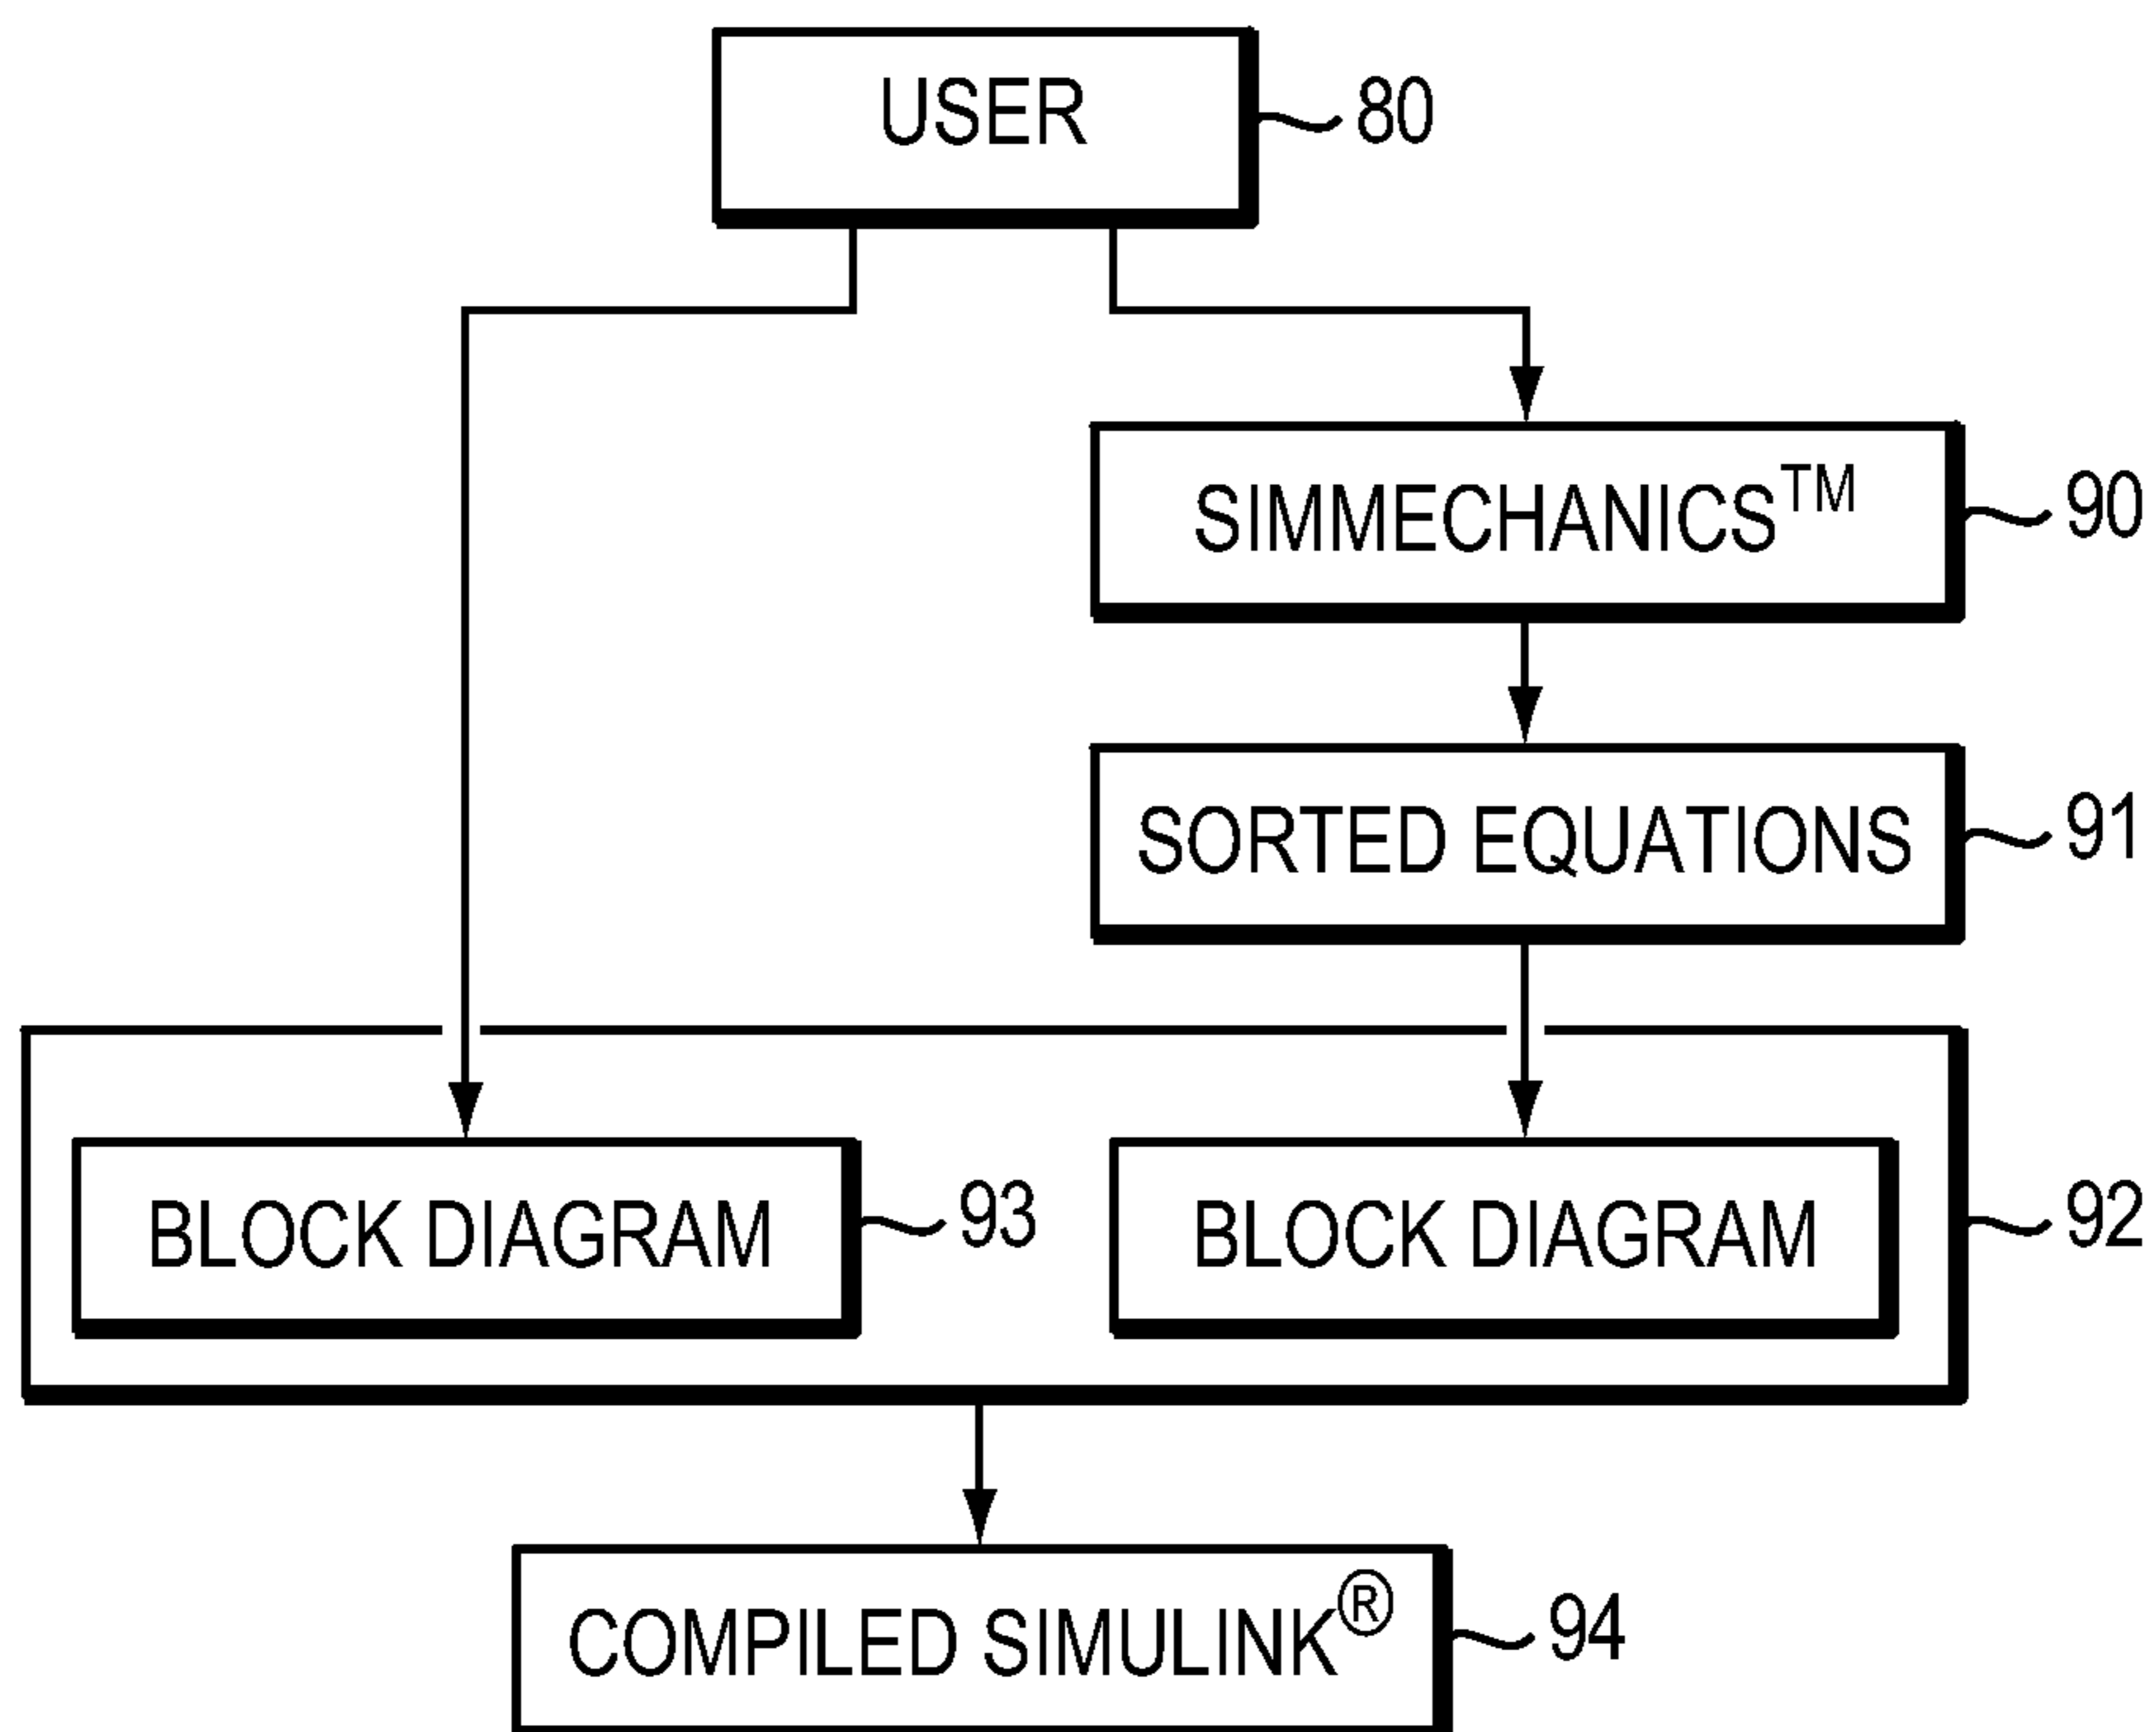 USER
80
SIMMECHANICS™
90
SORTED EQUATIONS
91
BLOCK DIAGRAM
93
BLOCK DIAGRAM
92
COMPILED SIMULINK®
94